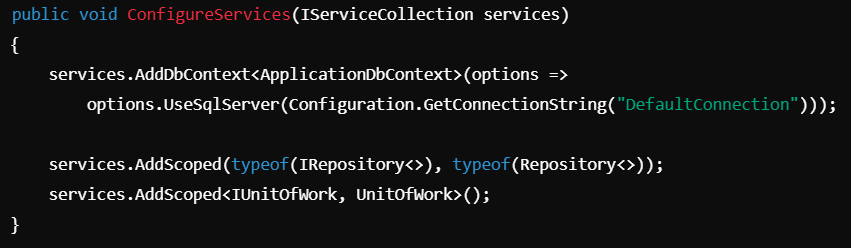 public void ConfigureServices(IServiceCollection services)
{
    services.AddDbContext<ApplicationDbContext>(options =>
        options.UseSqlServer(Configuration.GetConnectionString("DefaultConnection")));

    services.AddScoped(typeof(IRepository<>), typeof(Repository<>));
    services.AddScoped<IUnitOfWork, UnitOfWork>();
}